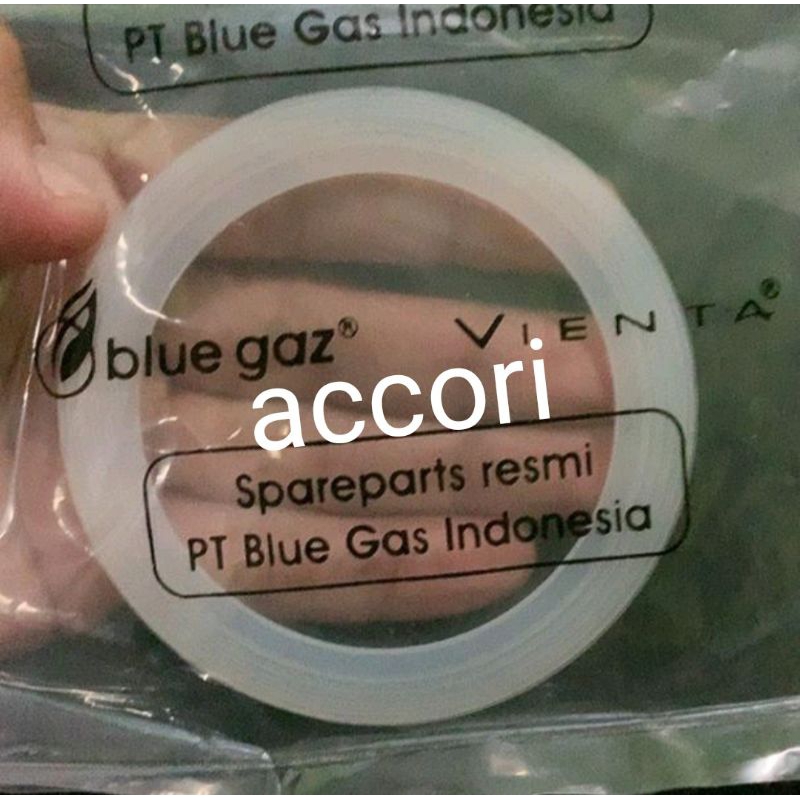 PT Blue Gas Indonesia
blue gaz® VIENTA®
accori
Spareparts resmi
PT Blue Gas Indonesia